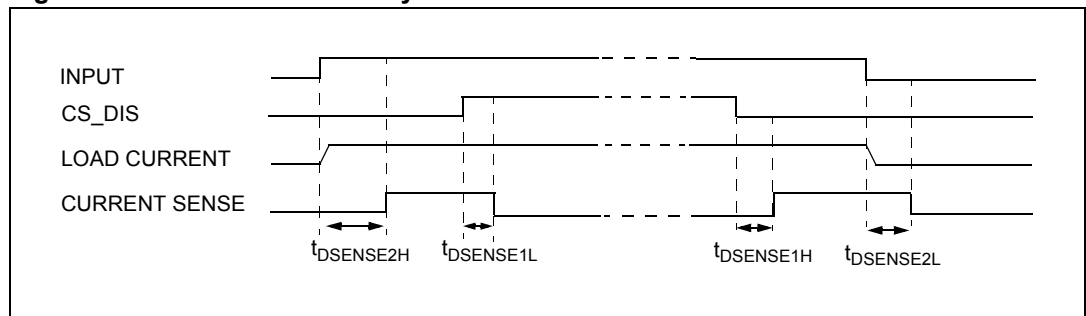 INPUT
CS_DIS
LOAD CURRENT
CURRENT SENSE
tDSENSE2H tDSENSE1L tDSENSE1H tDSENSE2L